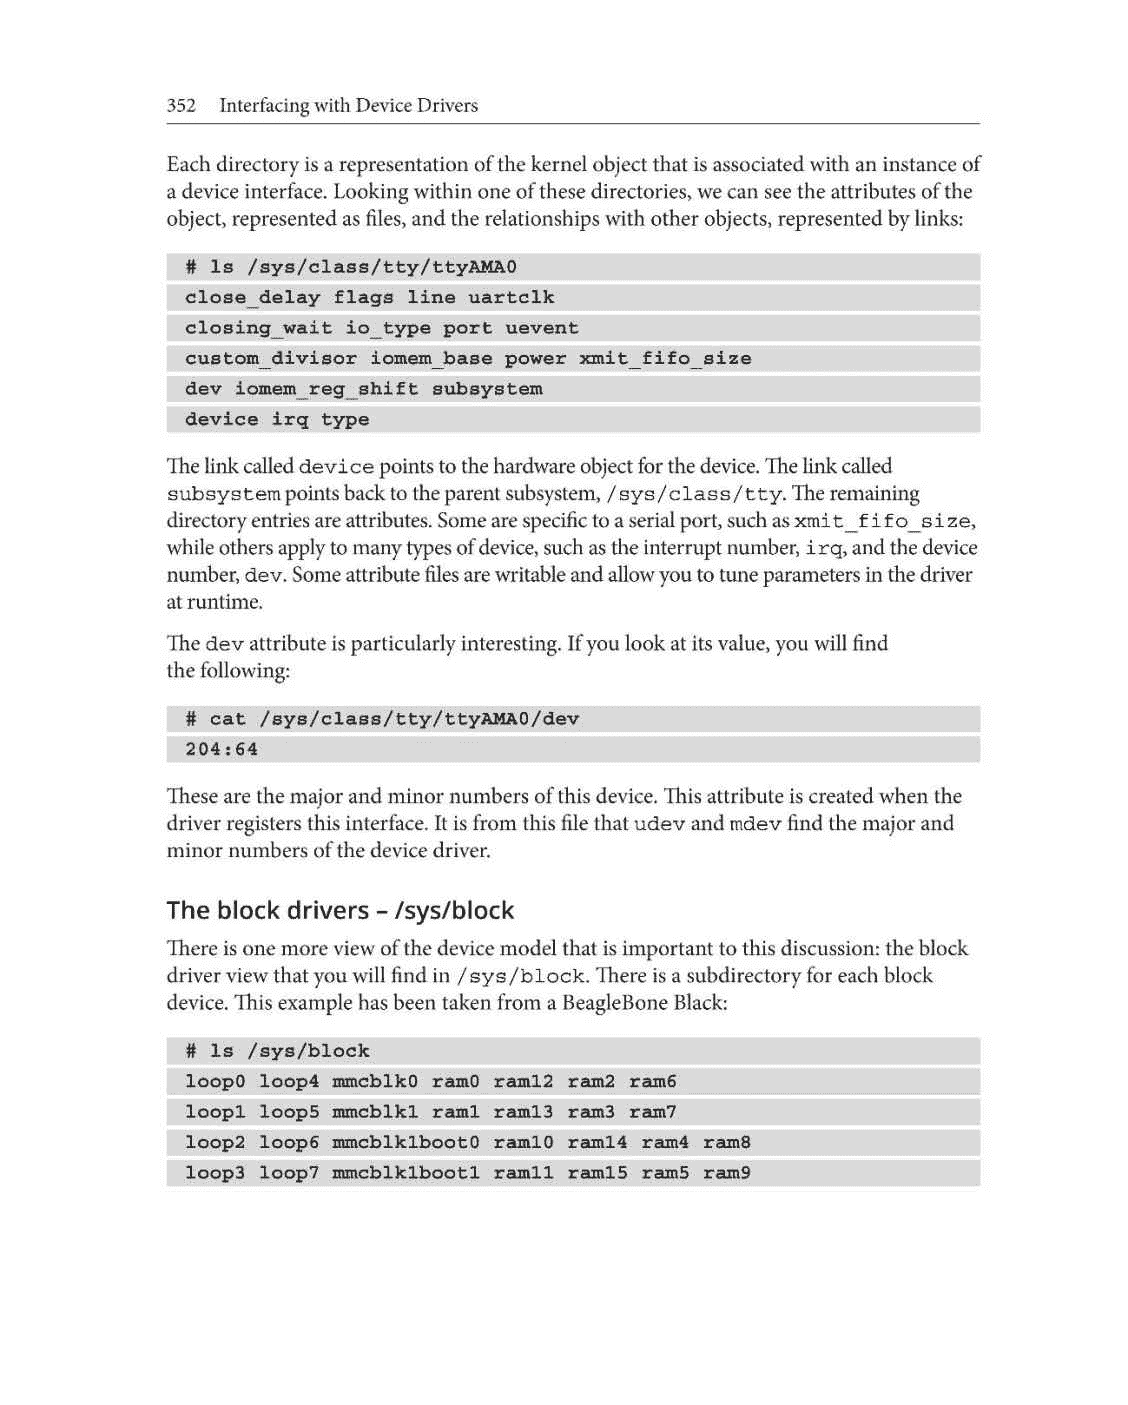 352 Interfacing with Device Drivers
Each directory is a representation of the kernel object that is associated with an instance of
a device interface. Looking within one of these directories, we can see the attributes of the
object, represented as files, and the relationships with other objects, represented by links:
# ls /sys/class/tty/ttyAMA0
close_delay flags line uartclk
closing_wait io_type port uevent
custom_divisor iomem_base power xmit_fifo_size
dev iomem_reg_shift subsystem
device irq type
The link called device points to the hardware object for the device. The link called
subsystem points back to the parent subsystem, /sys/class/tty. The remaining
directory entries are attributes. Some are specific to a serial port, such as xmit_fifo_size,
while others apply to many types of device, such as the interrupt number, irq, and the device
number, dev. Some attribute files are writable and allow you to tune parameters in the driver
at runtime.
The dev attribute is particularly interesting. If you look at its value, you will find
the following:
# cat /sys/class/tty/ttyAMA0/dev
204:64
These are the major and minor numbers of this device. This attribute is created when the
driver registers this interface. It is from this file that udev and mdev find the major and
minor numbers of the device driver.
The block drivers – /sys/block
There is one more view of the device model that is important to this discussion: the block
driver view that you will find in /sys/block. There is a subdirectory for each block
device. This example has been taken from a BeagleBone Black:
# ls /sys/block
loop0 loop4 mmcblk0 ram0 ram12 ram2 ram6
loop1 loop5 mmcblk1 ram1 ram13 ram3 ram7
loop2 loop6 mmcblk1boot0 ram10 ram14 ram4 ram8
loop3 loop7 mmcblk1boot1 ram11 ram15 ram5 ram9